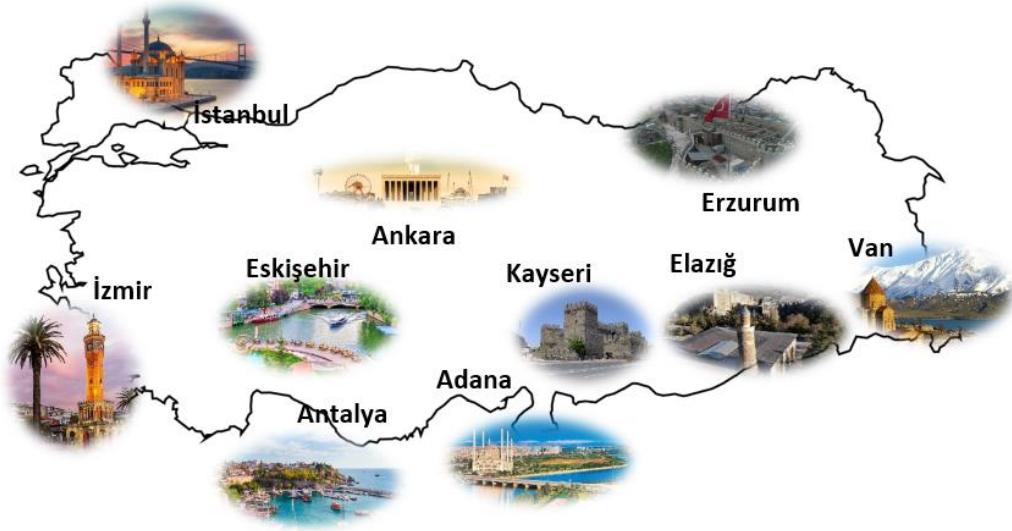 İstanbul
Erzurum
Ankara
Van
Elazığ
Eskişehir
Kayseri
İzmir
Adana
Antalya